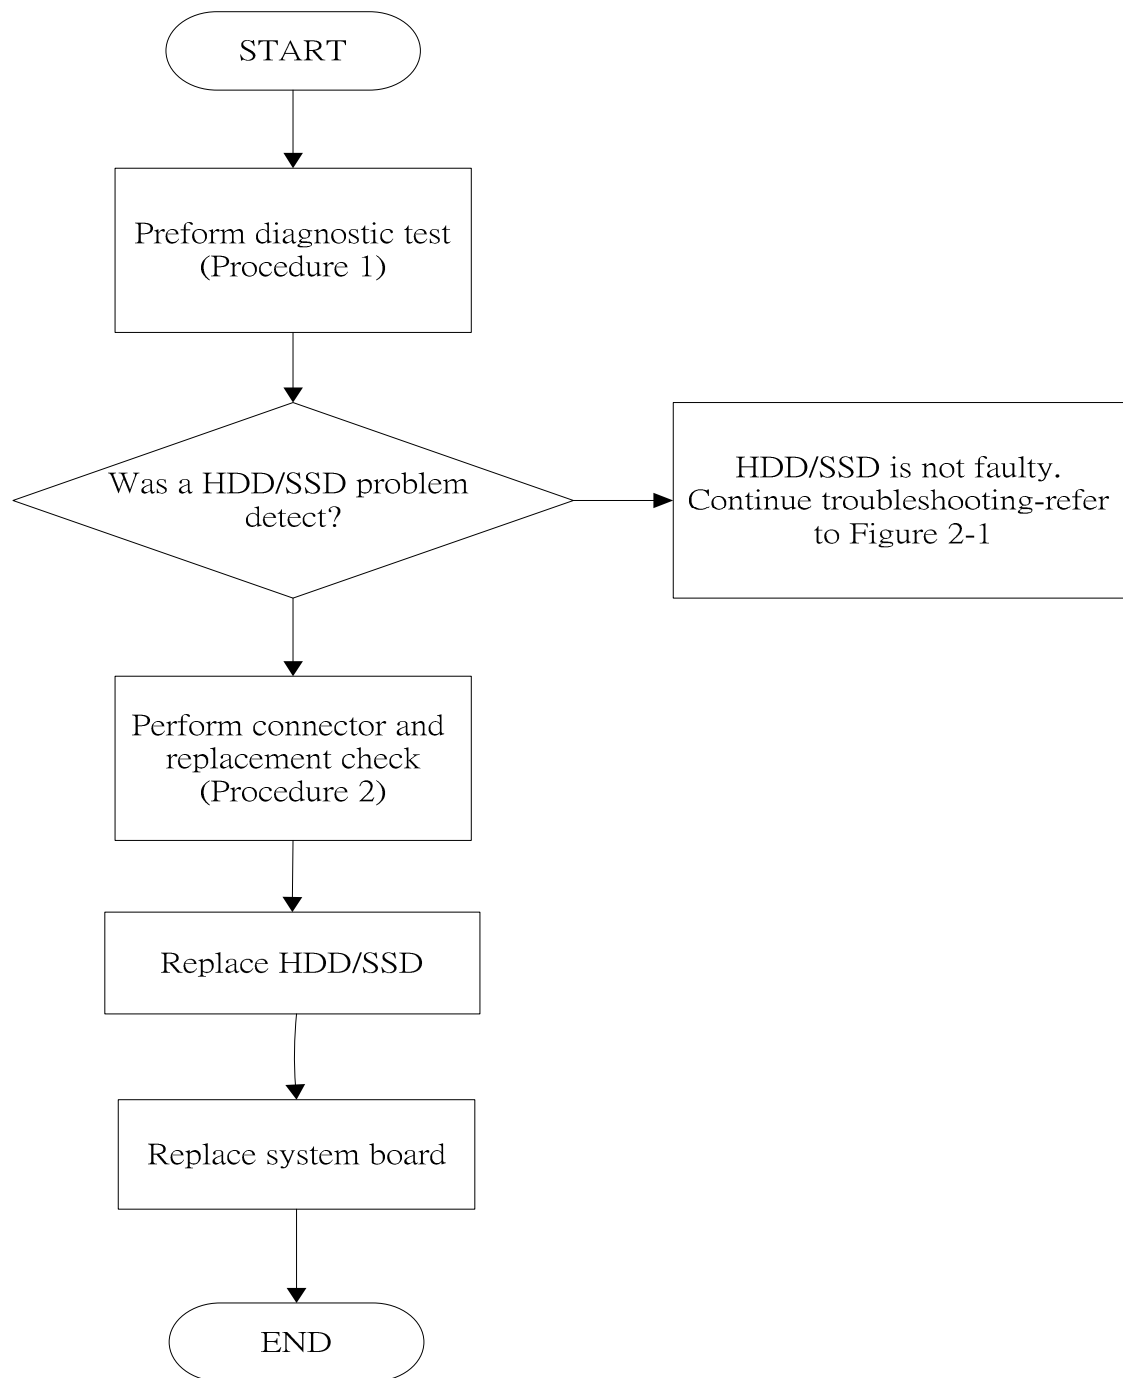 START
Preform diagnostic test
(Procedure 1)
Was a HDD/SSD problem
detect?
HDD/SSD is not faulty.
Continue troubleshooting-refer
to Figure 2-1
Perform connector and
replacement check
(Procedure 2)
Replace HDD/SSD
Replace system board
END